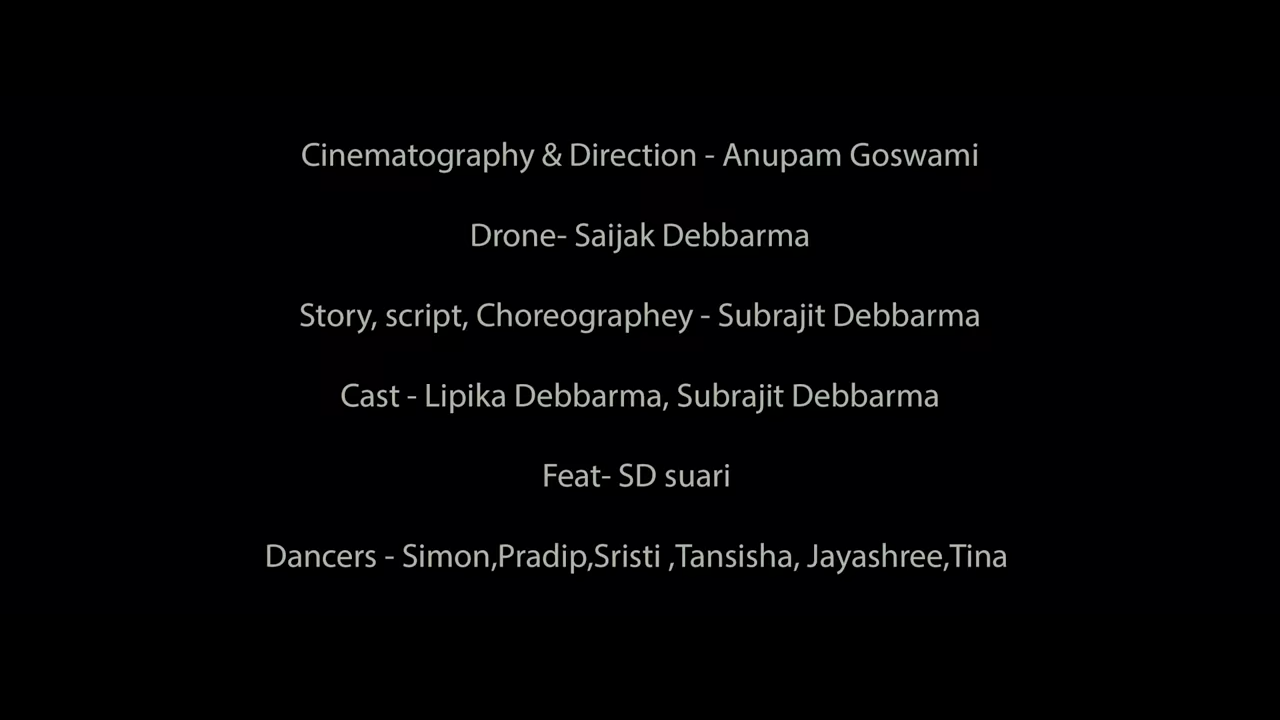 Cinematography & Direction - Anupam Goswami
Drone- Saijak Debbarma
Story, script, Choreographey - Subrajit Debbarma
Cast - Lipika Debbarma, Subrajit Debbarma
Feat- SD suari
Dancers - Simon,Pradip,Sristi ,Tansisha, Jayashree,Tina